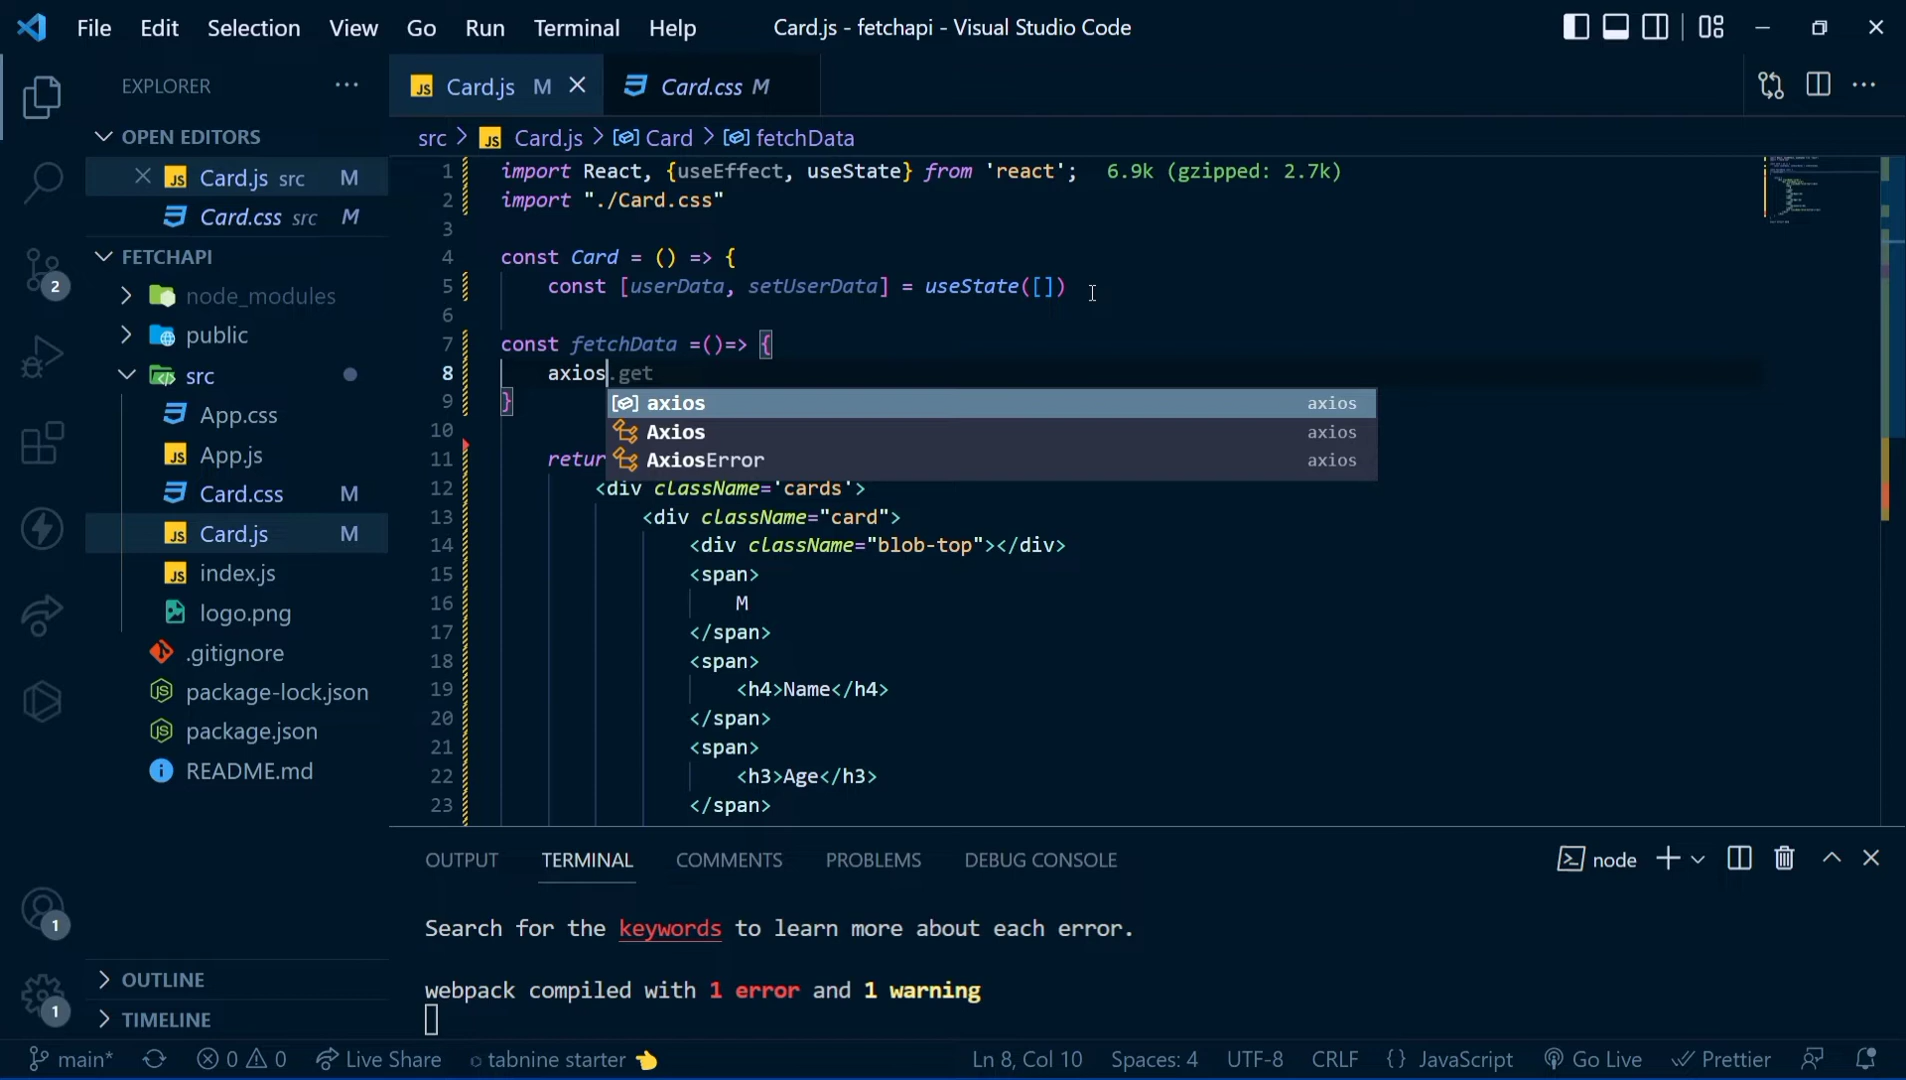 File Edit Selection View Go Run Terminal Help Card.js - fetchapi - Visual Studio Code
EXPLORER
OPEN EDITORS
Card.js src M
Card.css src M
FETCHAPI
node_modules
public
src
App.css
App.js
Card.css M
Card.js M
index.js
logo.png
.gitignore
package-lock.json
package.json
README.md
OUTLINE
TIMELINE
2
1
1
Card.js M
Card.css M
src > Card.js > Card > fetchData
1 import React, {useEffect, useState} from 'react'; 6.9k (gzipped: 2.7k)
2 import "./Card.css"
3
4 const Card = () => {
5 const [userData, setUserData] = useState([])
6
7 const fetchData =()=> {
8 axios.get
9 }
axios axios
Axios axios
AxiosError axios
10
11 retur
12 <div className='cards'>
13 <div className="card">
14 <div className="blob-top"></div>
15 <span>
16 M
17 </span>
18 <span>
19 <h4>Name</h4>
20 </span>
21 <span>
22 <h3>Age</h3>
23 </span>
OUTPUT TERMINAL COMMENTS PROBLEMS DEBUG CONSOLE node
Search for the keywords to learn more about each error.
webpack compiled with 1 error and 1 warning
main* 0 0 Live Share tabnine starter Ln 8, Col 10 Spaces: 4 UTF-8 CRLF {} JavaScript Go Live Prettier